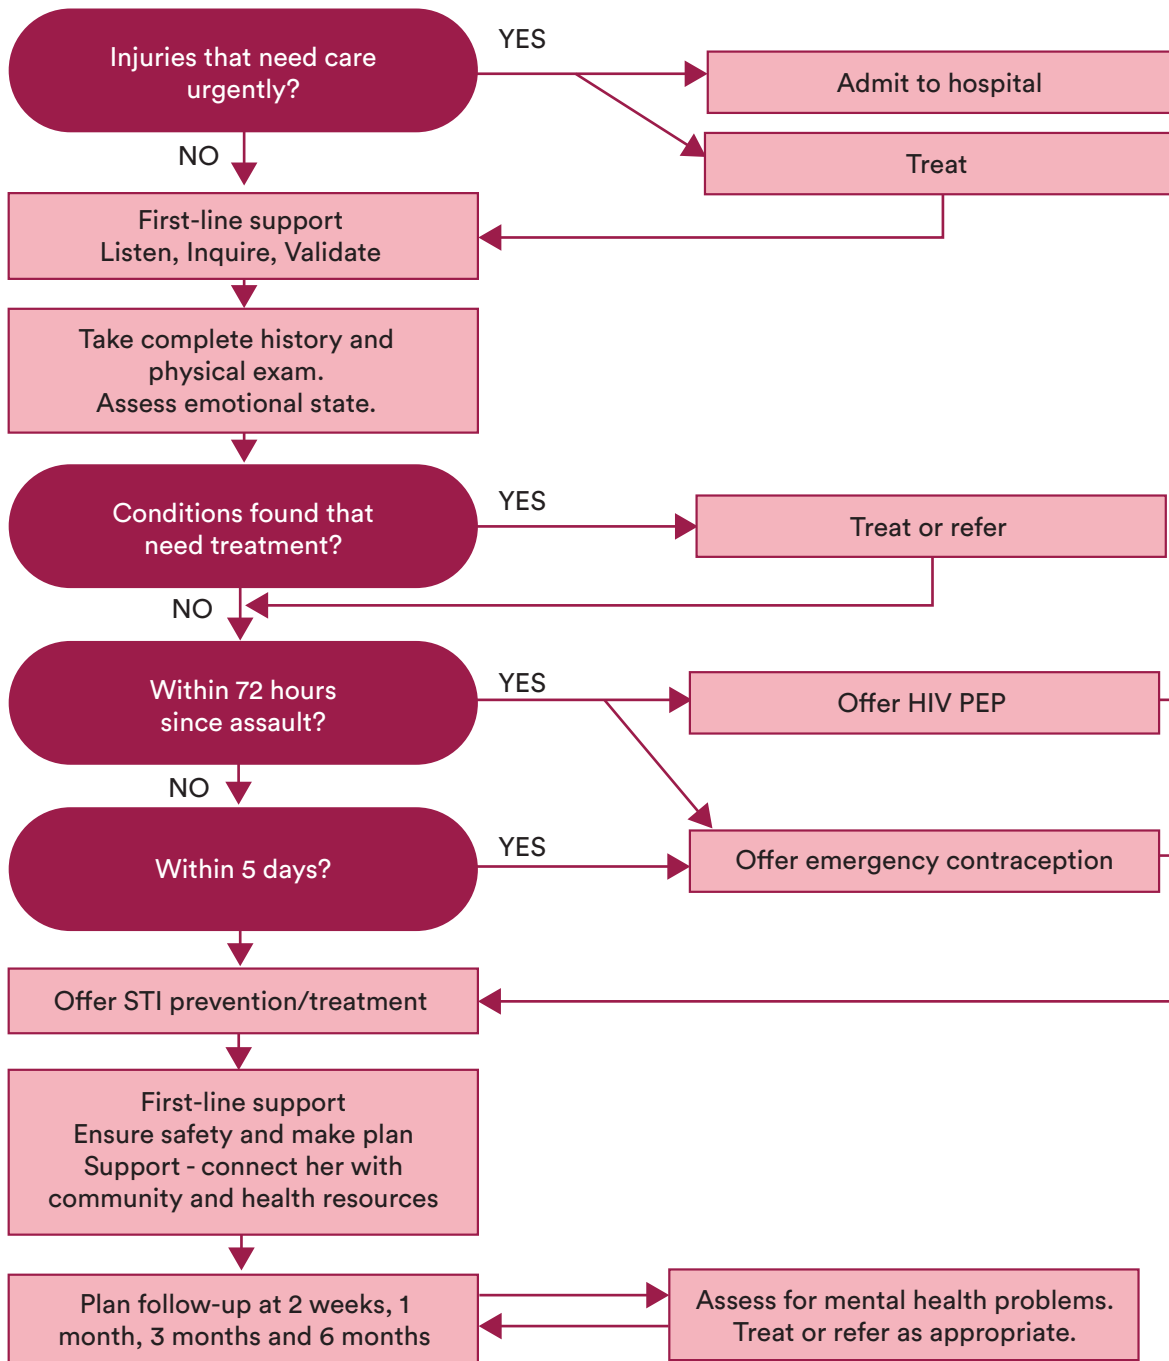 Injuries that need care
urgently?
YES
Admit to hospital
Treat
NO
First-line support
Listen, Inquire, Validate
Take complete history and
physical exam.
Assess emotional state.
Conditions found that
need treatment?
YES
Treat or refer
NO
Within 72 hours
since assault?
YES
Offer HIV PEP
NO
Within 5 days?
YES
Offer emergency contraception
Offer STI prevention/treatment
First-line support
Ensure safety and make plan
Support - connect her with
community and health resources
Plan follow-up at 2 weeks, 1
month, 3 months and 6 months
Assess for mental health problems.
Treat or refer as appropriate.